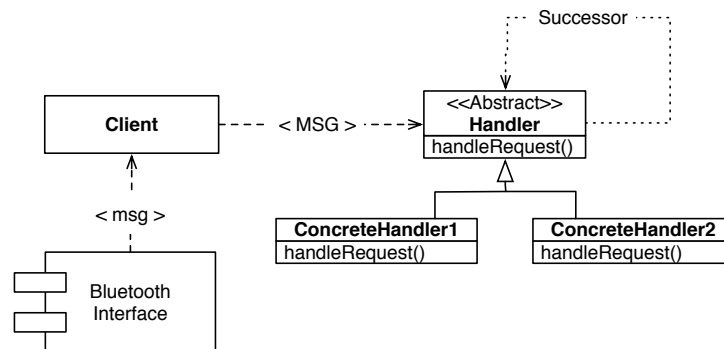 Successor
<<Abstract>>
Handler
handleRequest()
Client
< MSG >
< msg >
ConcreteHandler1
handleRequest()
ConcreteHandler2
handleRequest()
Bluetooth
Interface